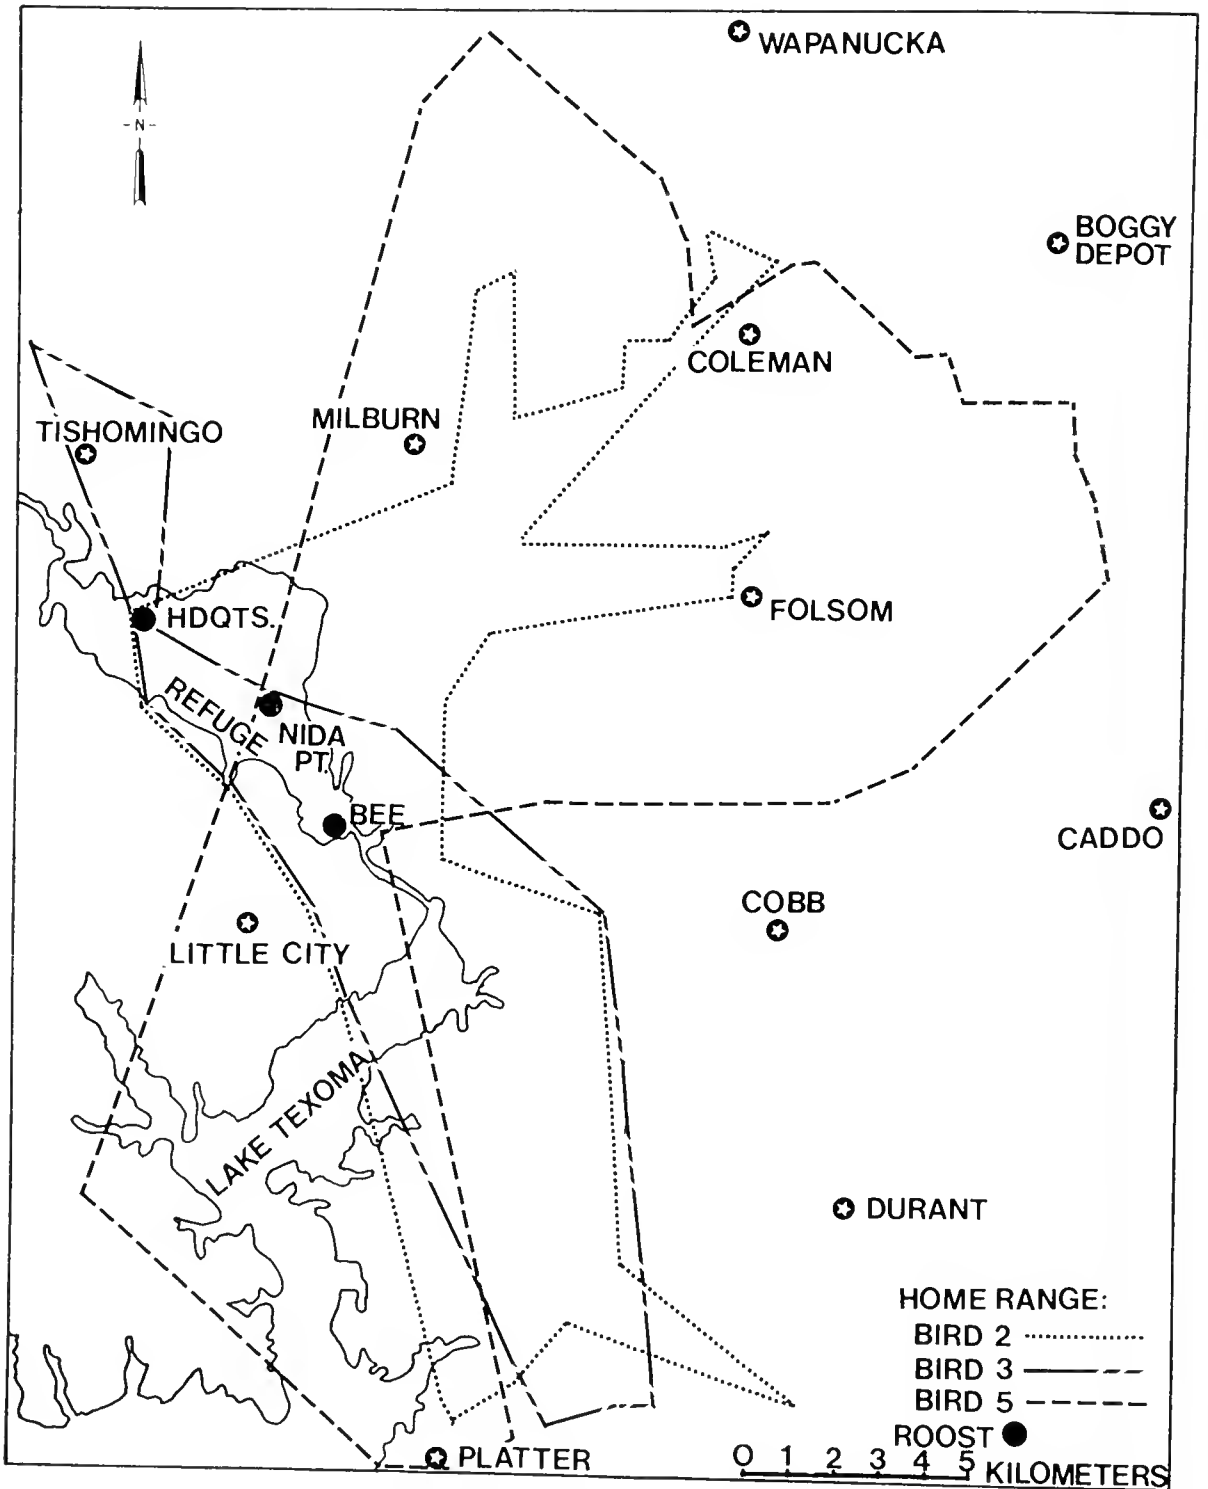 WAPANUCKA
N
BOGGY
DEPOT
COLEMAN
MILBURN
TISHOMINGO
HDQTS.
FOLSOM
REFUGE
NIDA
PT.
BEE
CADDO
COBB
LITTLE CITY
LAKE TEXOMA
DURANT
HOME RANGE:
BIRD 2
BIRD 3
BIRD 5
ROOST
PLATTER
0 1 2 3 4 5 KILOMETERS